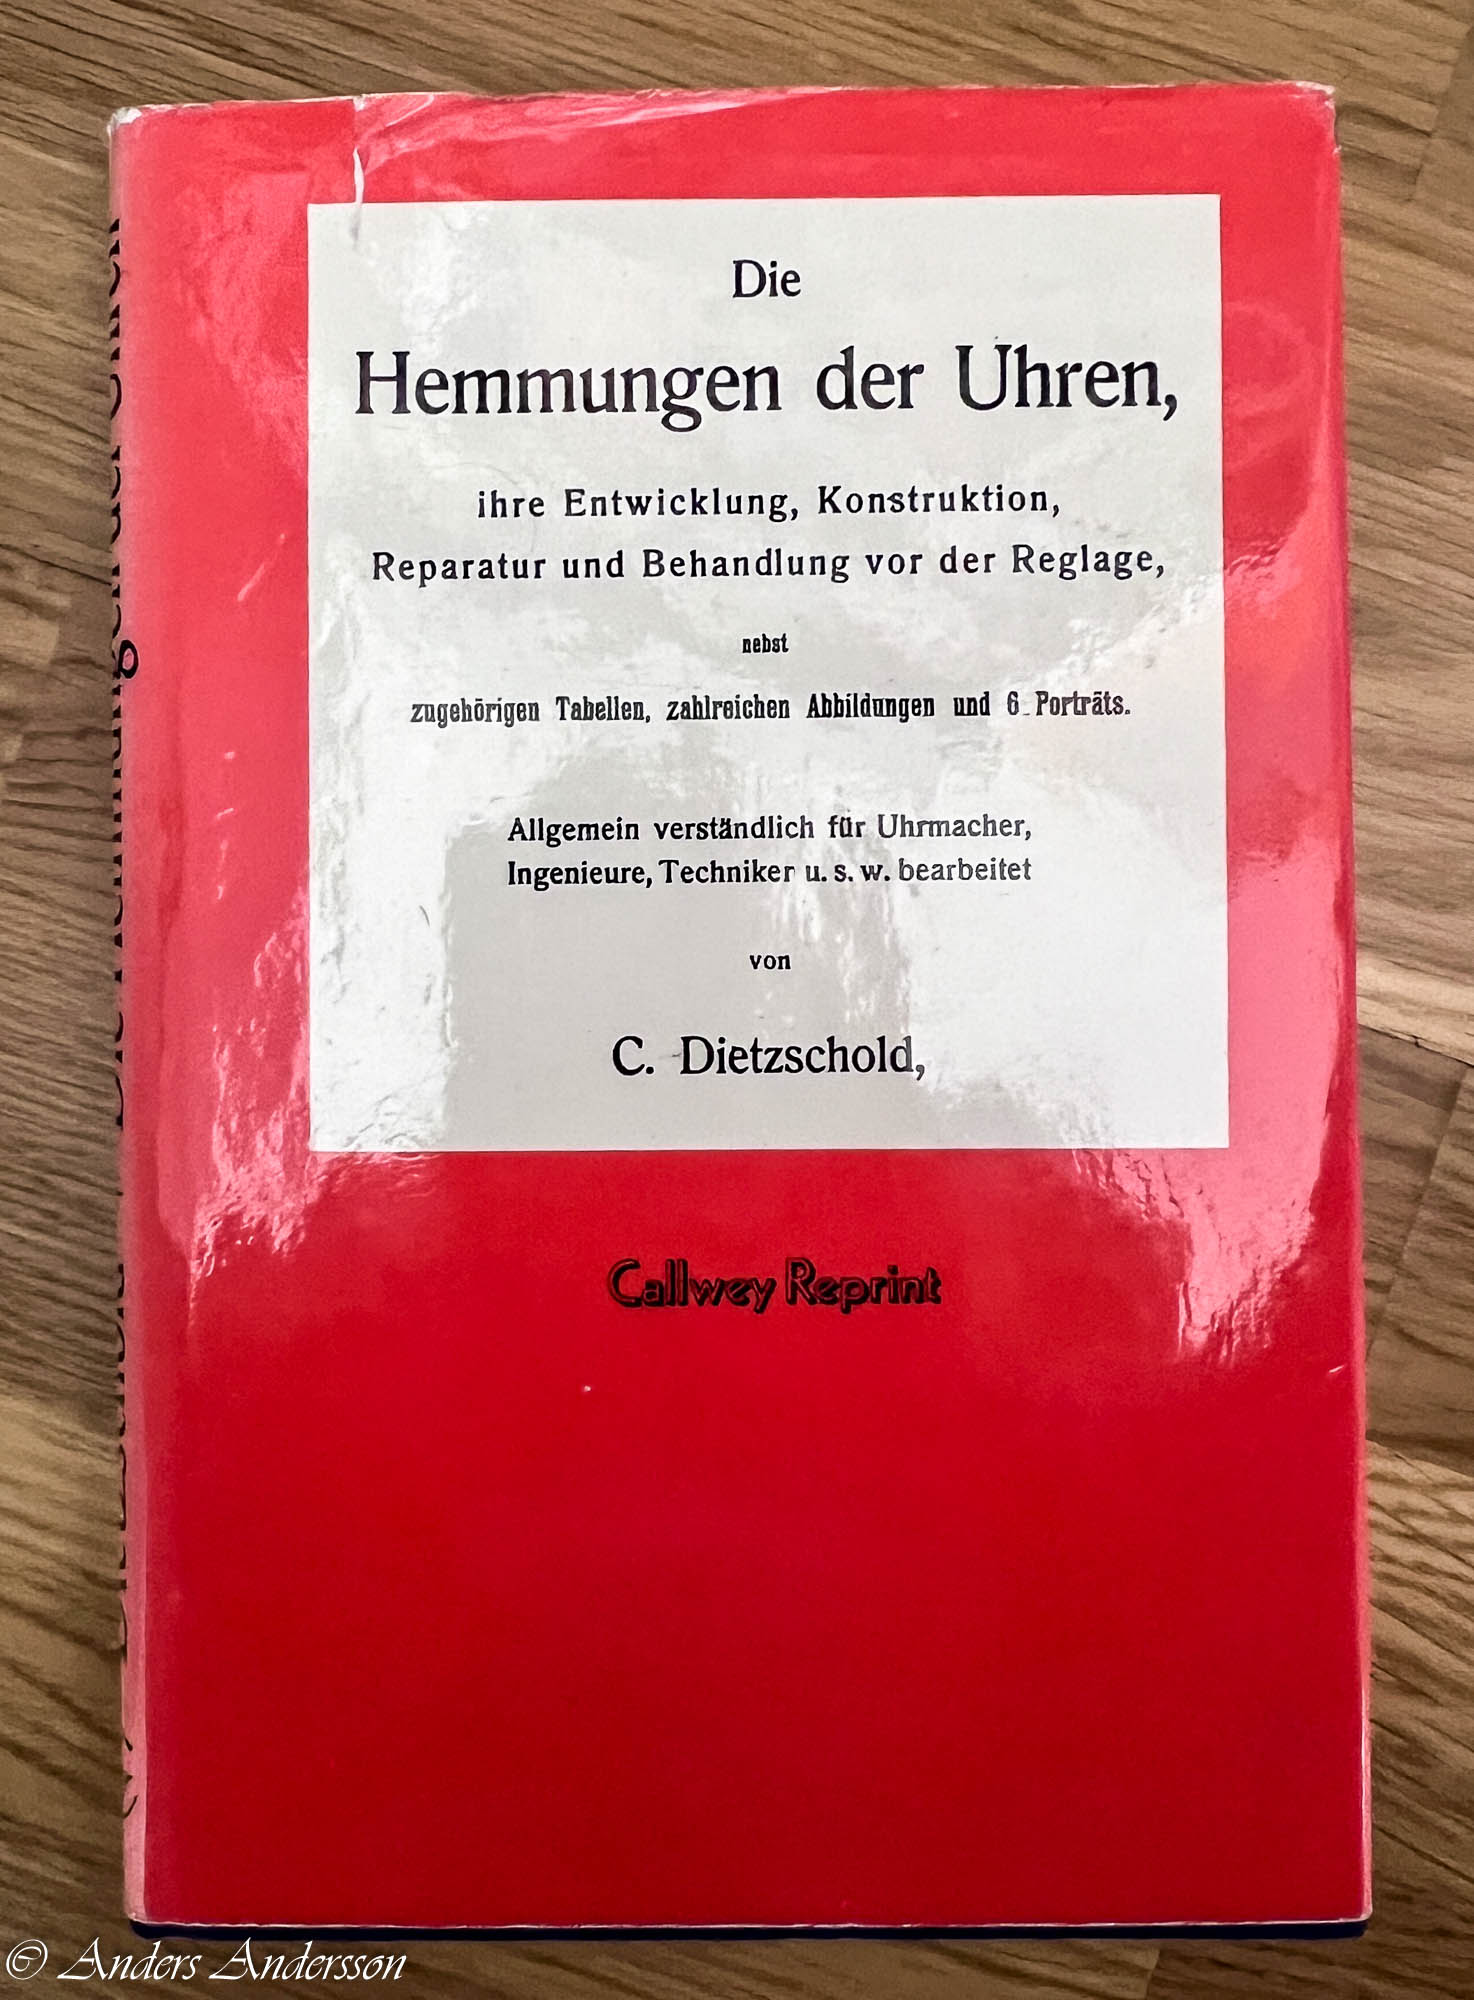 Die
Hemmungen der Uhren,
ihre Entwicklung, Konstruktion,
Reparatur und Behandlung vor der Reglage,
nebst
zugehörigen Tabellen, zahlreichen Abbildungen und 6 Porträts.
Allgemein verständlich für Uhrmacher,
Ingenieure, Techniker u. s. w. bearbeitet
von
C. Dietzschold,
Callwey Reprint
© Anders Andersson